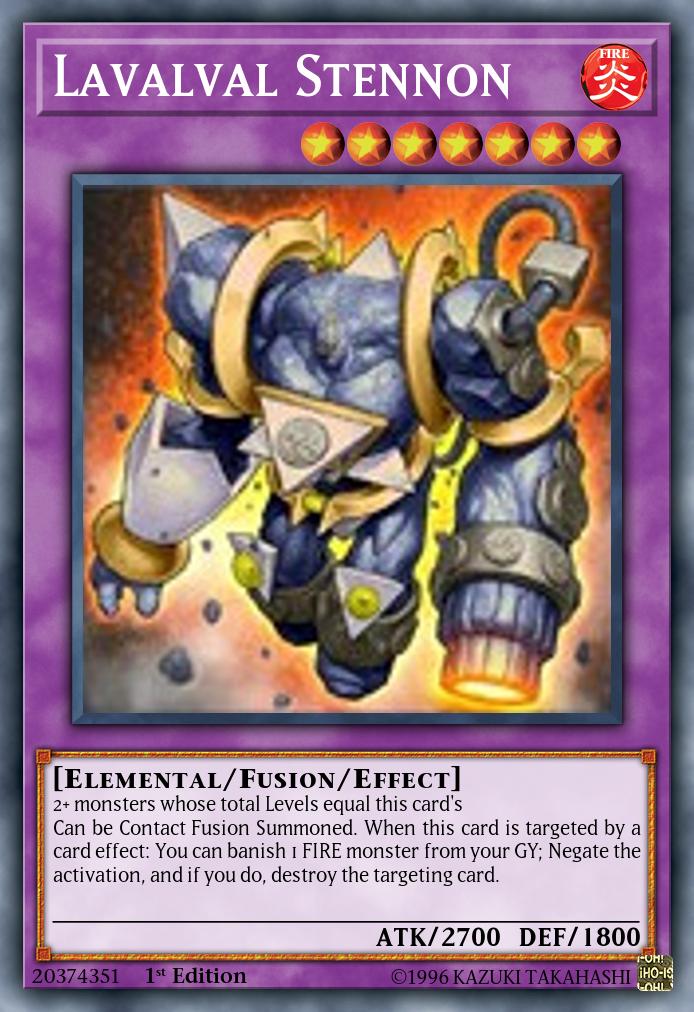 Lavalval Stennon
FIRE
炎
[Elemental/Fusion/Effect]
2+ monsters whose total Levels equal this card's
Can be Contact Fusion Summoned. When this card is targeted by a
card effect: You can banish 1 FIRE monster from your GY; Negate the
activation, and if you do, destroy the targeting card.
ATK/2700 DEF/1800
20374351 1st Edition ©1996 KAZUKI TAKAHASHI